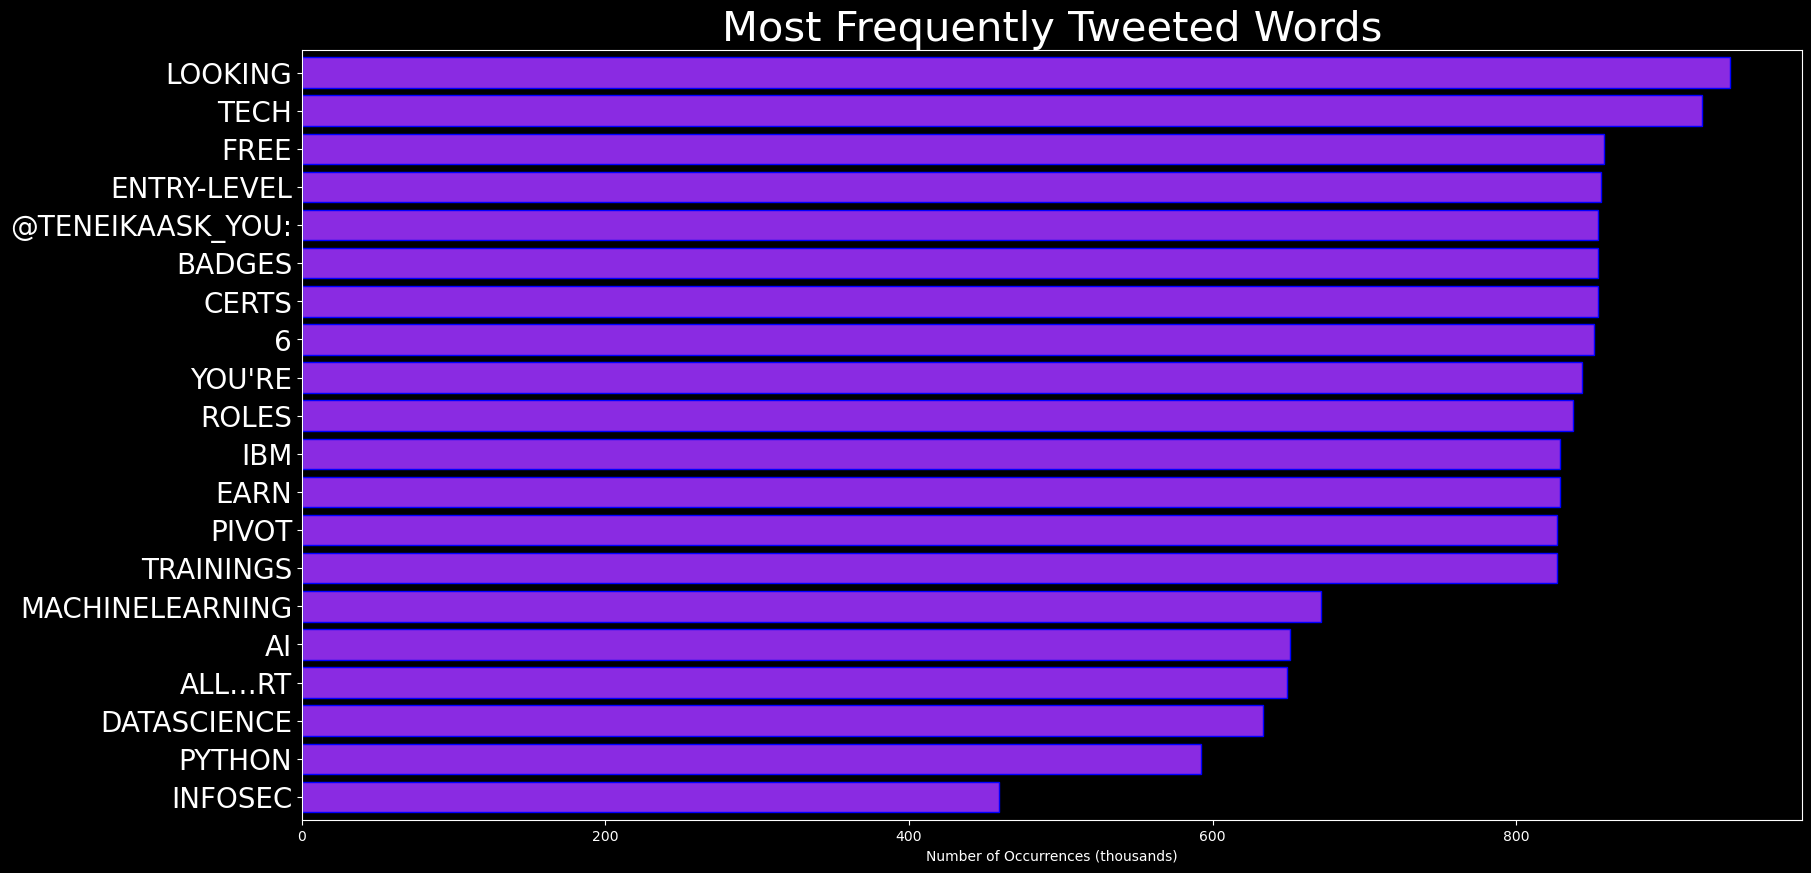 Most Frequently Tweeted Words
LOOKING
TECH
FREE
ENTRY-LEVEL
@TENEIKAASK_YOU:
BADGES
CERTS
6
YOU'RE
ROLES
IBM
EARN
PIVOT
TRAININGS
MACHINELEARNING
AI
ALL…RT
DATASCIENCE
PYTHON
INFOSEC
0 200 400 600 800
Number of Occurrences (thousands)